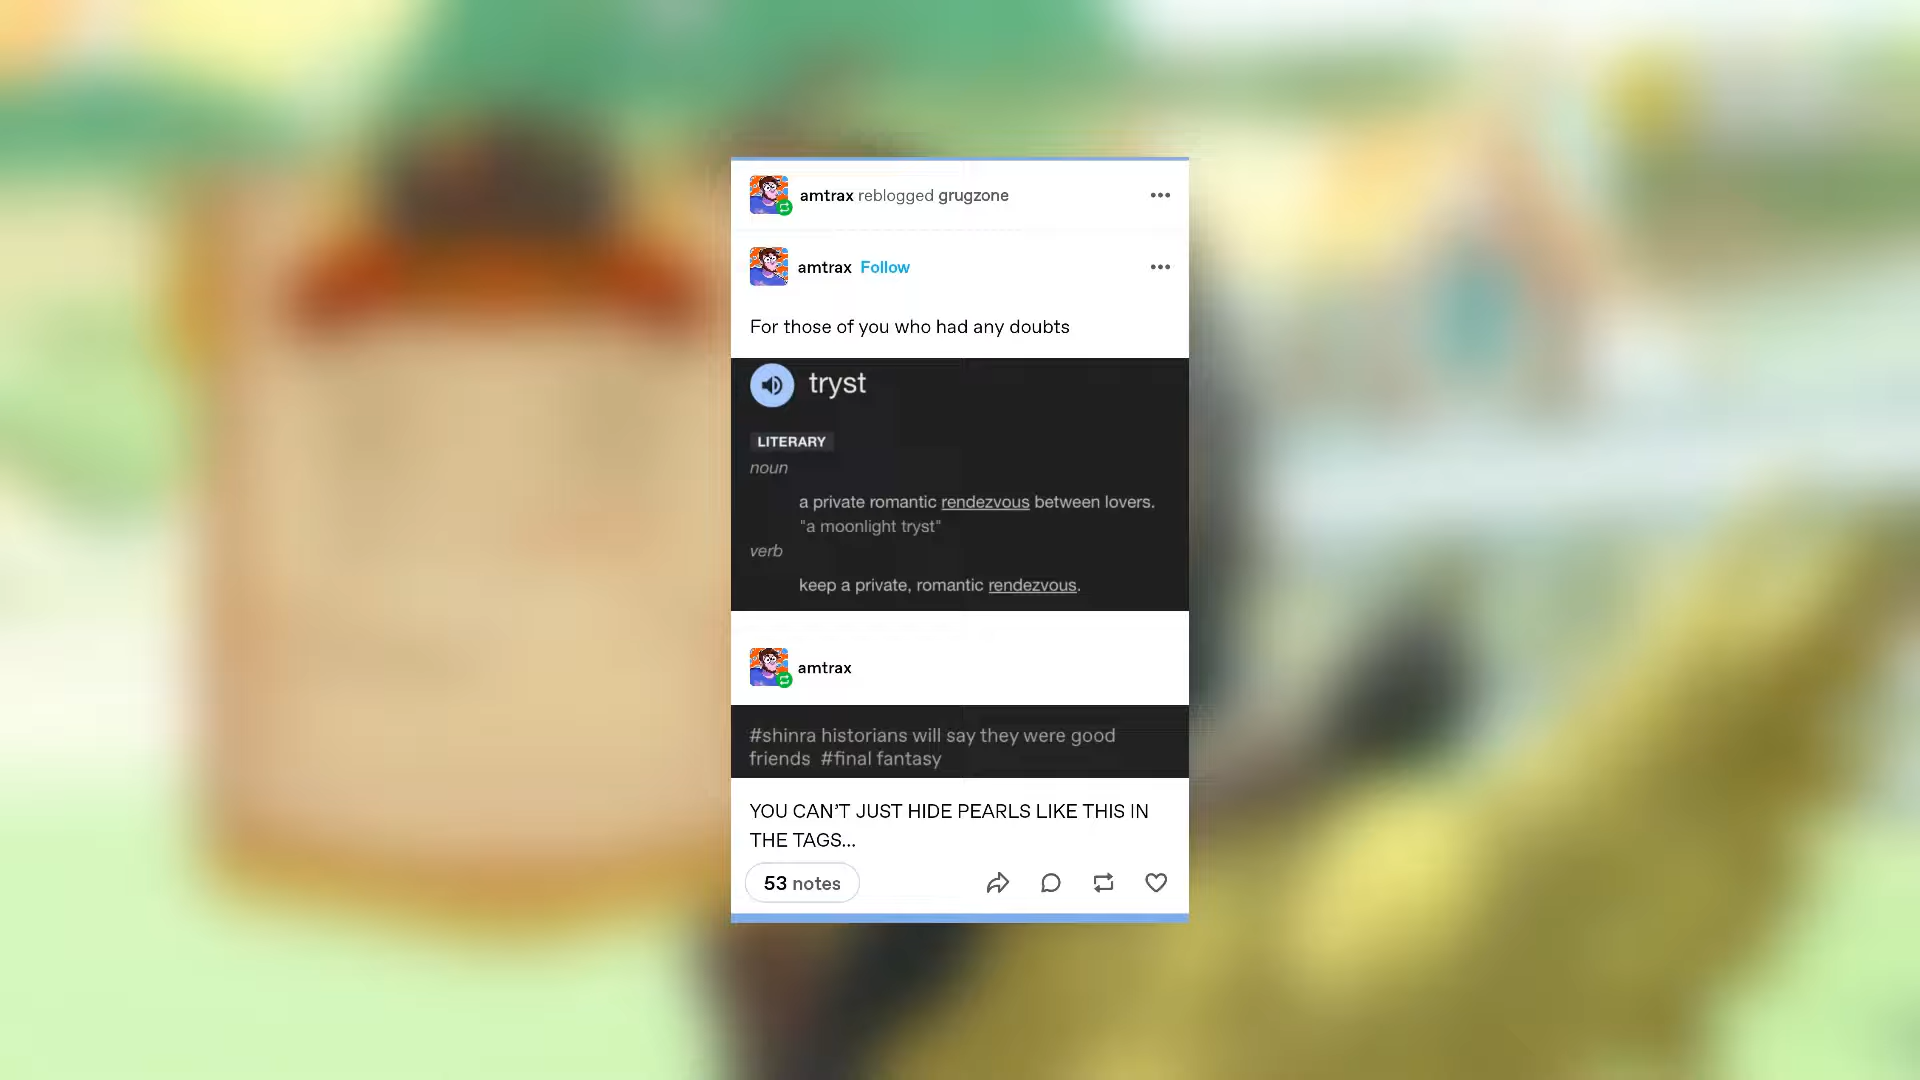 amtrax reblogged grugzone
amtrax Follow
For those of you who had any doubts
tryst
LITERARY
noun
a private romantic rendezvous between lovers.
"a moonlight tryst"
verb
keep a private, romantic rendezvous.
amtrax
#shinra historians will say they were good
friends #final fantasy
YOU CAN’T JUST HIDE PEARLS LIKE THIS IN
THE TAGS...
53 notes